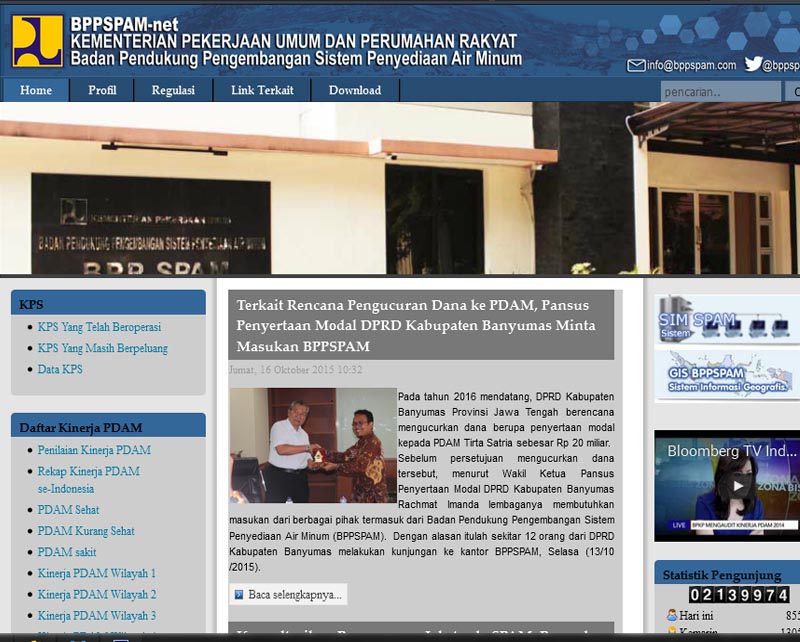 BPPSPAM-net
KEMENTERIAN PEKERJAAN UMUM DAN PERUMAHAN RAKYAT
Badan Pendukung Pengembangan Sistem Penyediaan Air Minum
info@bppspam.com @bppsp
Home Profil Regulasi Link Terkait Download
pencarian..
KEMENTERIAN PEKERJAAN UMUM
BADAN PENDUKUNG PENGEMBANGAN SISTEM PENYEDIAAN AIR MINUM
BPP SPAM
KPS
KPS Yang Telah Beroperasi
KPS Yang Masih Berpeluang
Data KPS
Daftar Kinerja PDAM
Penilaian Kinerja PDAM
Rekap Kinerja PDAM
se-Indonesia
PDAM Sehat
PDAM Kurang Sehat
PDAM sakit
Kinerja PDAM Wilayah 1
Kinerja PDAM Wilayah 2
Kinerja PDAM Wilayah 3
Terkait Rencana Pengucuran Dana ke PDAM, Pansus
Penyertaan Modal DPRD Kabupaten Banyumas Minta
Masukan BPPSPAM
Jumat, 16 Oktober 2015 10:32
Pada tahun 2016 mendatang, DPRD Kabupaten
Banyumas Provinsi Jawa Tengah berencana
mengucurkan dana berupa penyertaan modal
kepada PDAM Tirta Satria sebesar Rp 20 miliar.
Sebelum persetujuan mengucurkan dana
tersebut, menurut Wakil Ketua Pansus
Penyertaan Modal DPRD Kabupaten Banyumas
Rachmat Imanda lembaganya membutuhkan
masukan dari berbagai pihak termasuk dari Badan Pendukung Pengembangan Sistem
Penyediaan Air Minum (BPPSPAM). Dengan alasan itulah sekitar 12 orang dari DPRD
Kabupaten Banyumas melakukan kunjungan ke kantor BPPSPAM, Selasa (13/10
/2015).
Baca selengkapnya...
SIM SPAM
Sistem
GIS BPPSPAM
Sistem Informasi Geografis
Bloomberg TV Ind...
ZONA BIS
LIVE BPKP MENGAUDIT KINERJA PDAM 2014
Statistik Pengunjung
02139974
Hari ini 855
Kemarin